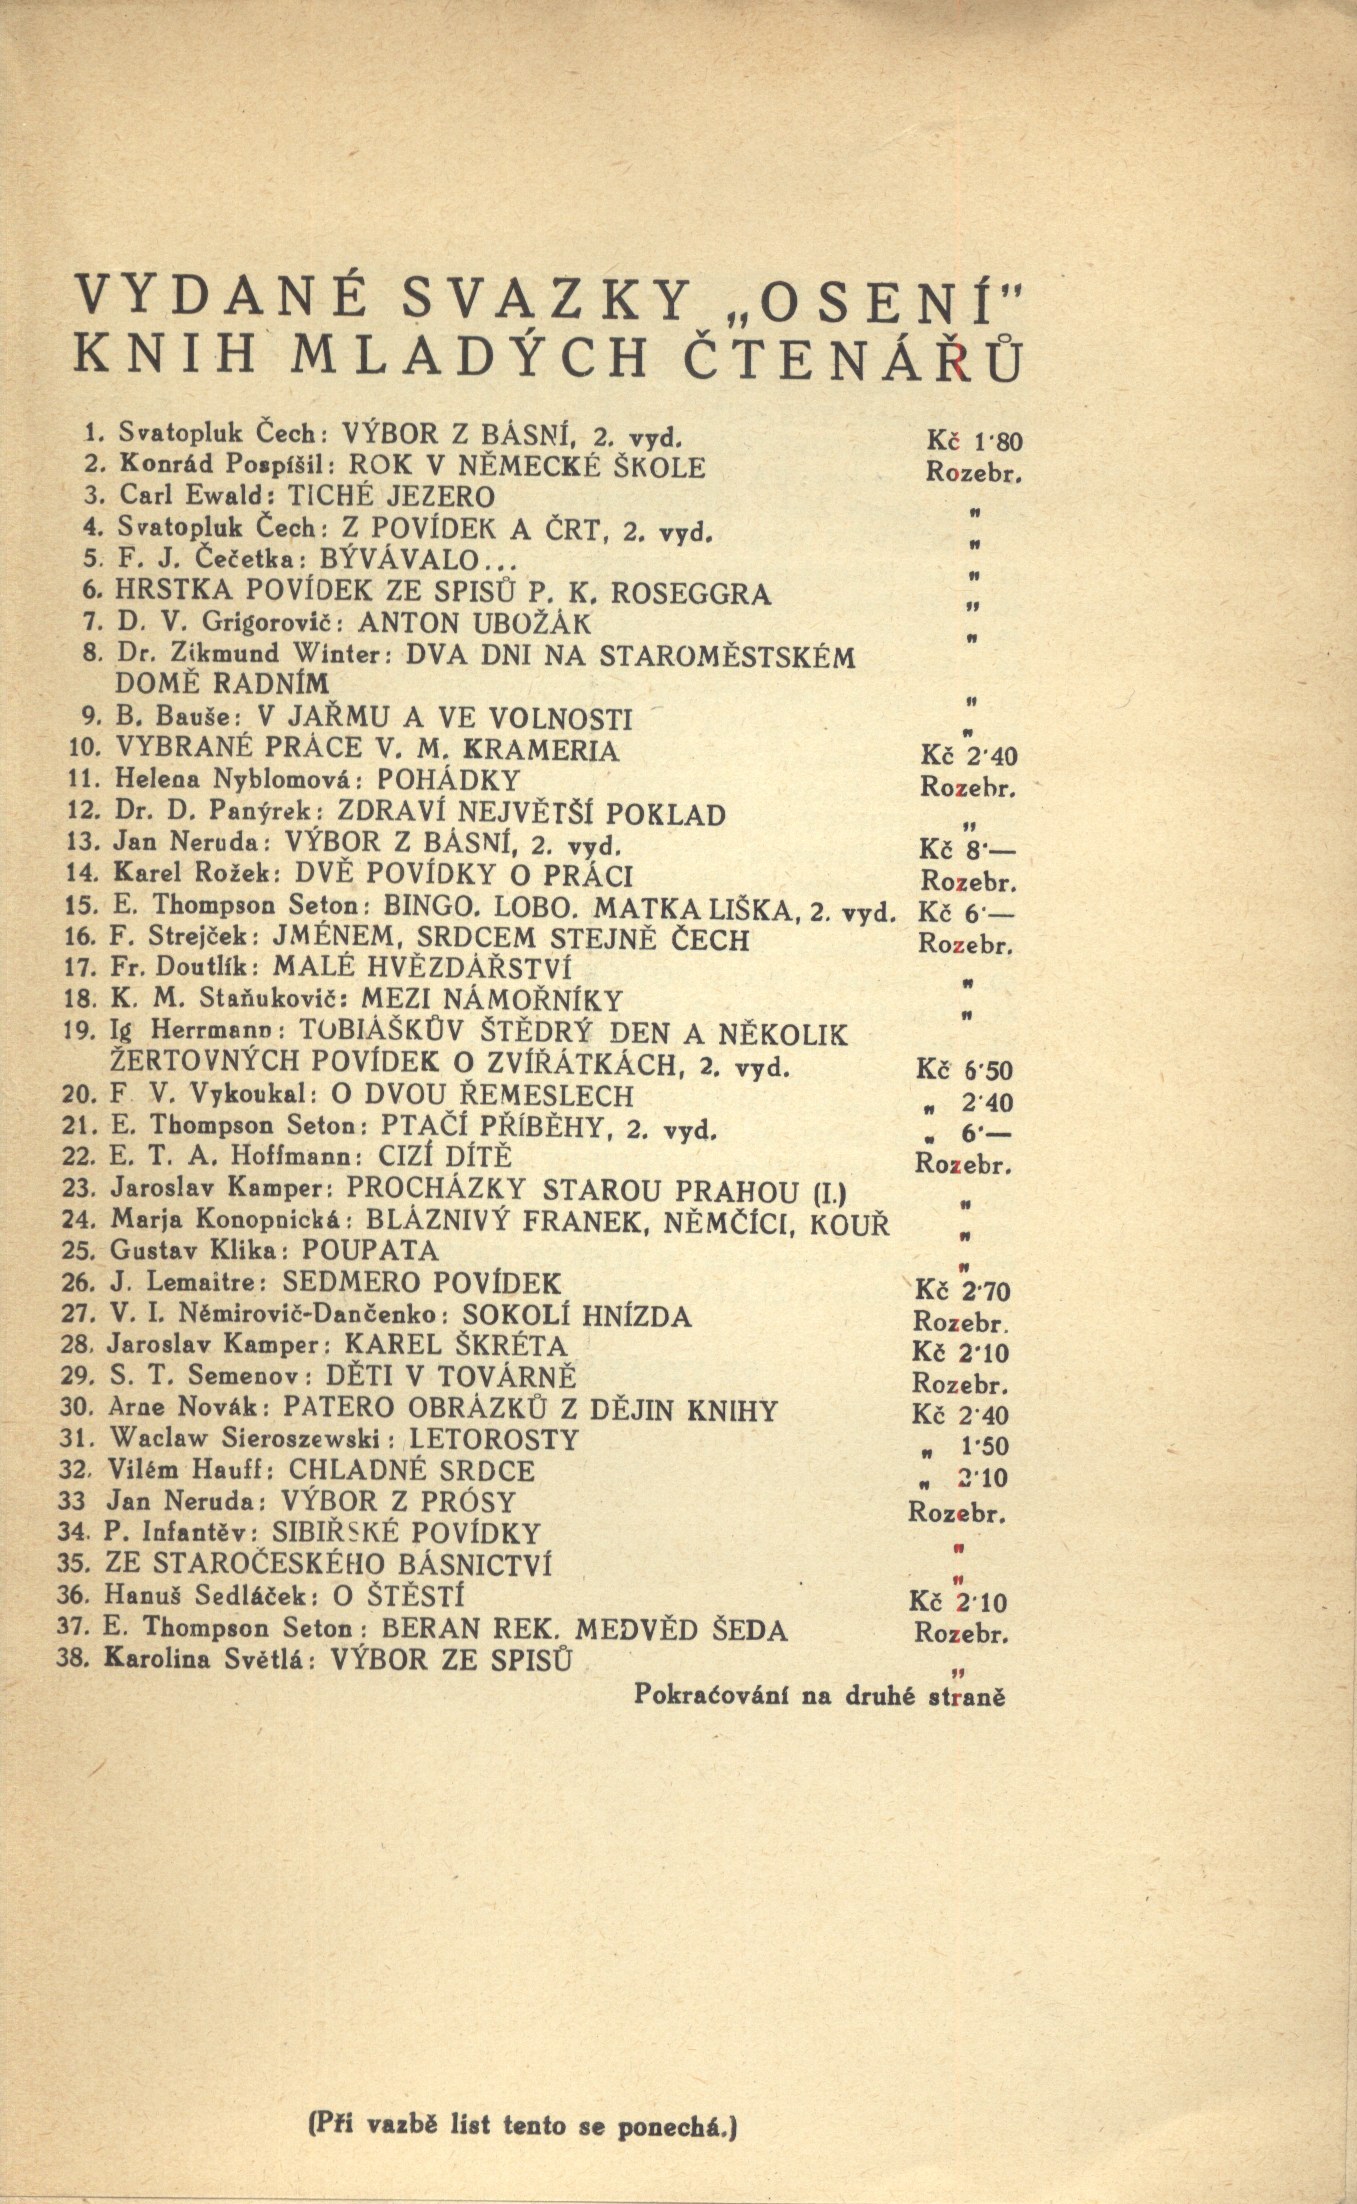 VYDANÉ SVAZKY „OSENÍ"
KNIH MLADÝCH ČTENÁŘŮ
1. Svatopluk Čech: VÝBOR Z BÁSNÍ, 2. vyd. Kč 1·80
2. Konrád Pospíšil: ROK V NĚMECKÉ ŠKOLE Rozebr.
3. Carl Ewald: TICHÉ JEZERO "
4. Svatopluk Čech: Z POVÍDEK A ČRT, 2. vyd. "
5. F. J. Čečetka: BÝVÁVALO... "
6. HRSTKA POVÍDEK ZE SPISŮ P. K. ROSEGGRA "
7. D. V. Grigorovič: ANTON UBOŽÁK "
8. Dr. Zikmund Winter: DVA DNI NA STAROMĚSTSKÉM
DOMĚ RADNÍM "
9. B. Bauše: V JAŘMU A VE VOLNOSTI "
10. VYBRANÉ PRÁCE V. M. KRAMERIA Kč 2·40
11. Helena Nyblomová: POHÁDKY Rozebr.
12. Dr. D. Panýrek: ZDRAVÍ NEJVĚTŠÍ POKLAD "
13. Jan Neruda: VÝBOR Z BÁSNÍ, 2. vyd. Kč 8·—
14. Karel Rožek: DVĚ POVÍDKY O PRÁCI Rozebr.
15. E. Thompson Seton: BINGO. LOBO. MATKA LIŠKA, 2. vyd. Kč 6·—
16. F. Strejček: JMÉNEM, SRDCEM STEJNĚ ČECH Rozebr.
17. Fr. Doutlík: MALÉ HVĚZDÁŘSTVÍ "
18. K. M. Staňukovič: MEZI NÁMOŘNÍKY "
19. Ig Herrmann: TOBIÁŠKŮV ŠTĚDRÝ DEN A NĚKOLIK
ŽERTOVNÝCH POVÍDEK O ZVÍŘÁTKÁCH, 2. vyd. Kč 6·50
20. F. V. Vykoukal: O DVOU ŘEMESLECH „ 2·40
21. E. Thompson Seton: PTAČÍ PŘÍBĚHY, 2. vyd. „ 6·—
22. E. T. A. Hoffmann: CIZÍ DÍTĚ Rozebr.
23. Jaroslav Kamper: PROCHÁZKY STAROU PRAHOU (I.) "
24. Marja Konopnická: BLÁZNIVÝ FRANEK, NĚMČÍCI, KOUŘ "
25. Gustav Klika: POUPATA "
26. J. Lemaitre: SEDMERO POVÍDEK Kč 2·70
27. V. I. Němirovič-Dančenko: SOKOLÍ HNÍZDA Rozebr.
28. Jaroslav Kamper: KAREL ŠKRÉTA Kč 2·10
29. S. T. Semenov: DĚTI V TOVÁRNĚ Rozebr.
30. Arne Novák: PATERO OBRÁZKŮ Z DĚJIN KNIHY Kč 2·40
31. Waclaw Sieroszewski: LETOROSTY „ 1·50
32. Vilém Hauff: CHLADNÉ SRDCE „ 2·10
33 Jan Neruda: VÝBOR Z PRÓSY Rozebr.
34. P. Infantěv: SIBIŘSKÉ POVÍDKY "
35. ZE STAROČESKÉHO BÁSNICTVÍ "
36. Hanuš Sedláček: O ŠTĚSTÍ Kč 2·10
37. E. Thompson Seton: BERAN REK. MEDVĚD ŠEDA Rozebr.
38. Karolina Světlá: VÝBOR ZE SPISŮ "
Pokračování na druhé straně
(Při vazbě list tento se ponechá.)